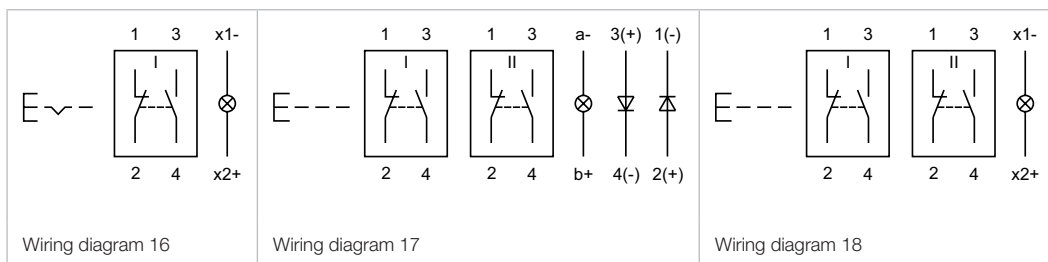 1 3 x1-
I
2 4 x2+
Wiring diagram 16
1 3 1 3 a- 3(+) 1(-)
I II
2 4 2 4 b+ 4(-) 2(+)
Wiring diagram 17
1 3 1 3 x1-
I II
2 4 2 4 x2+
Wiring diagram 18